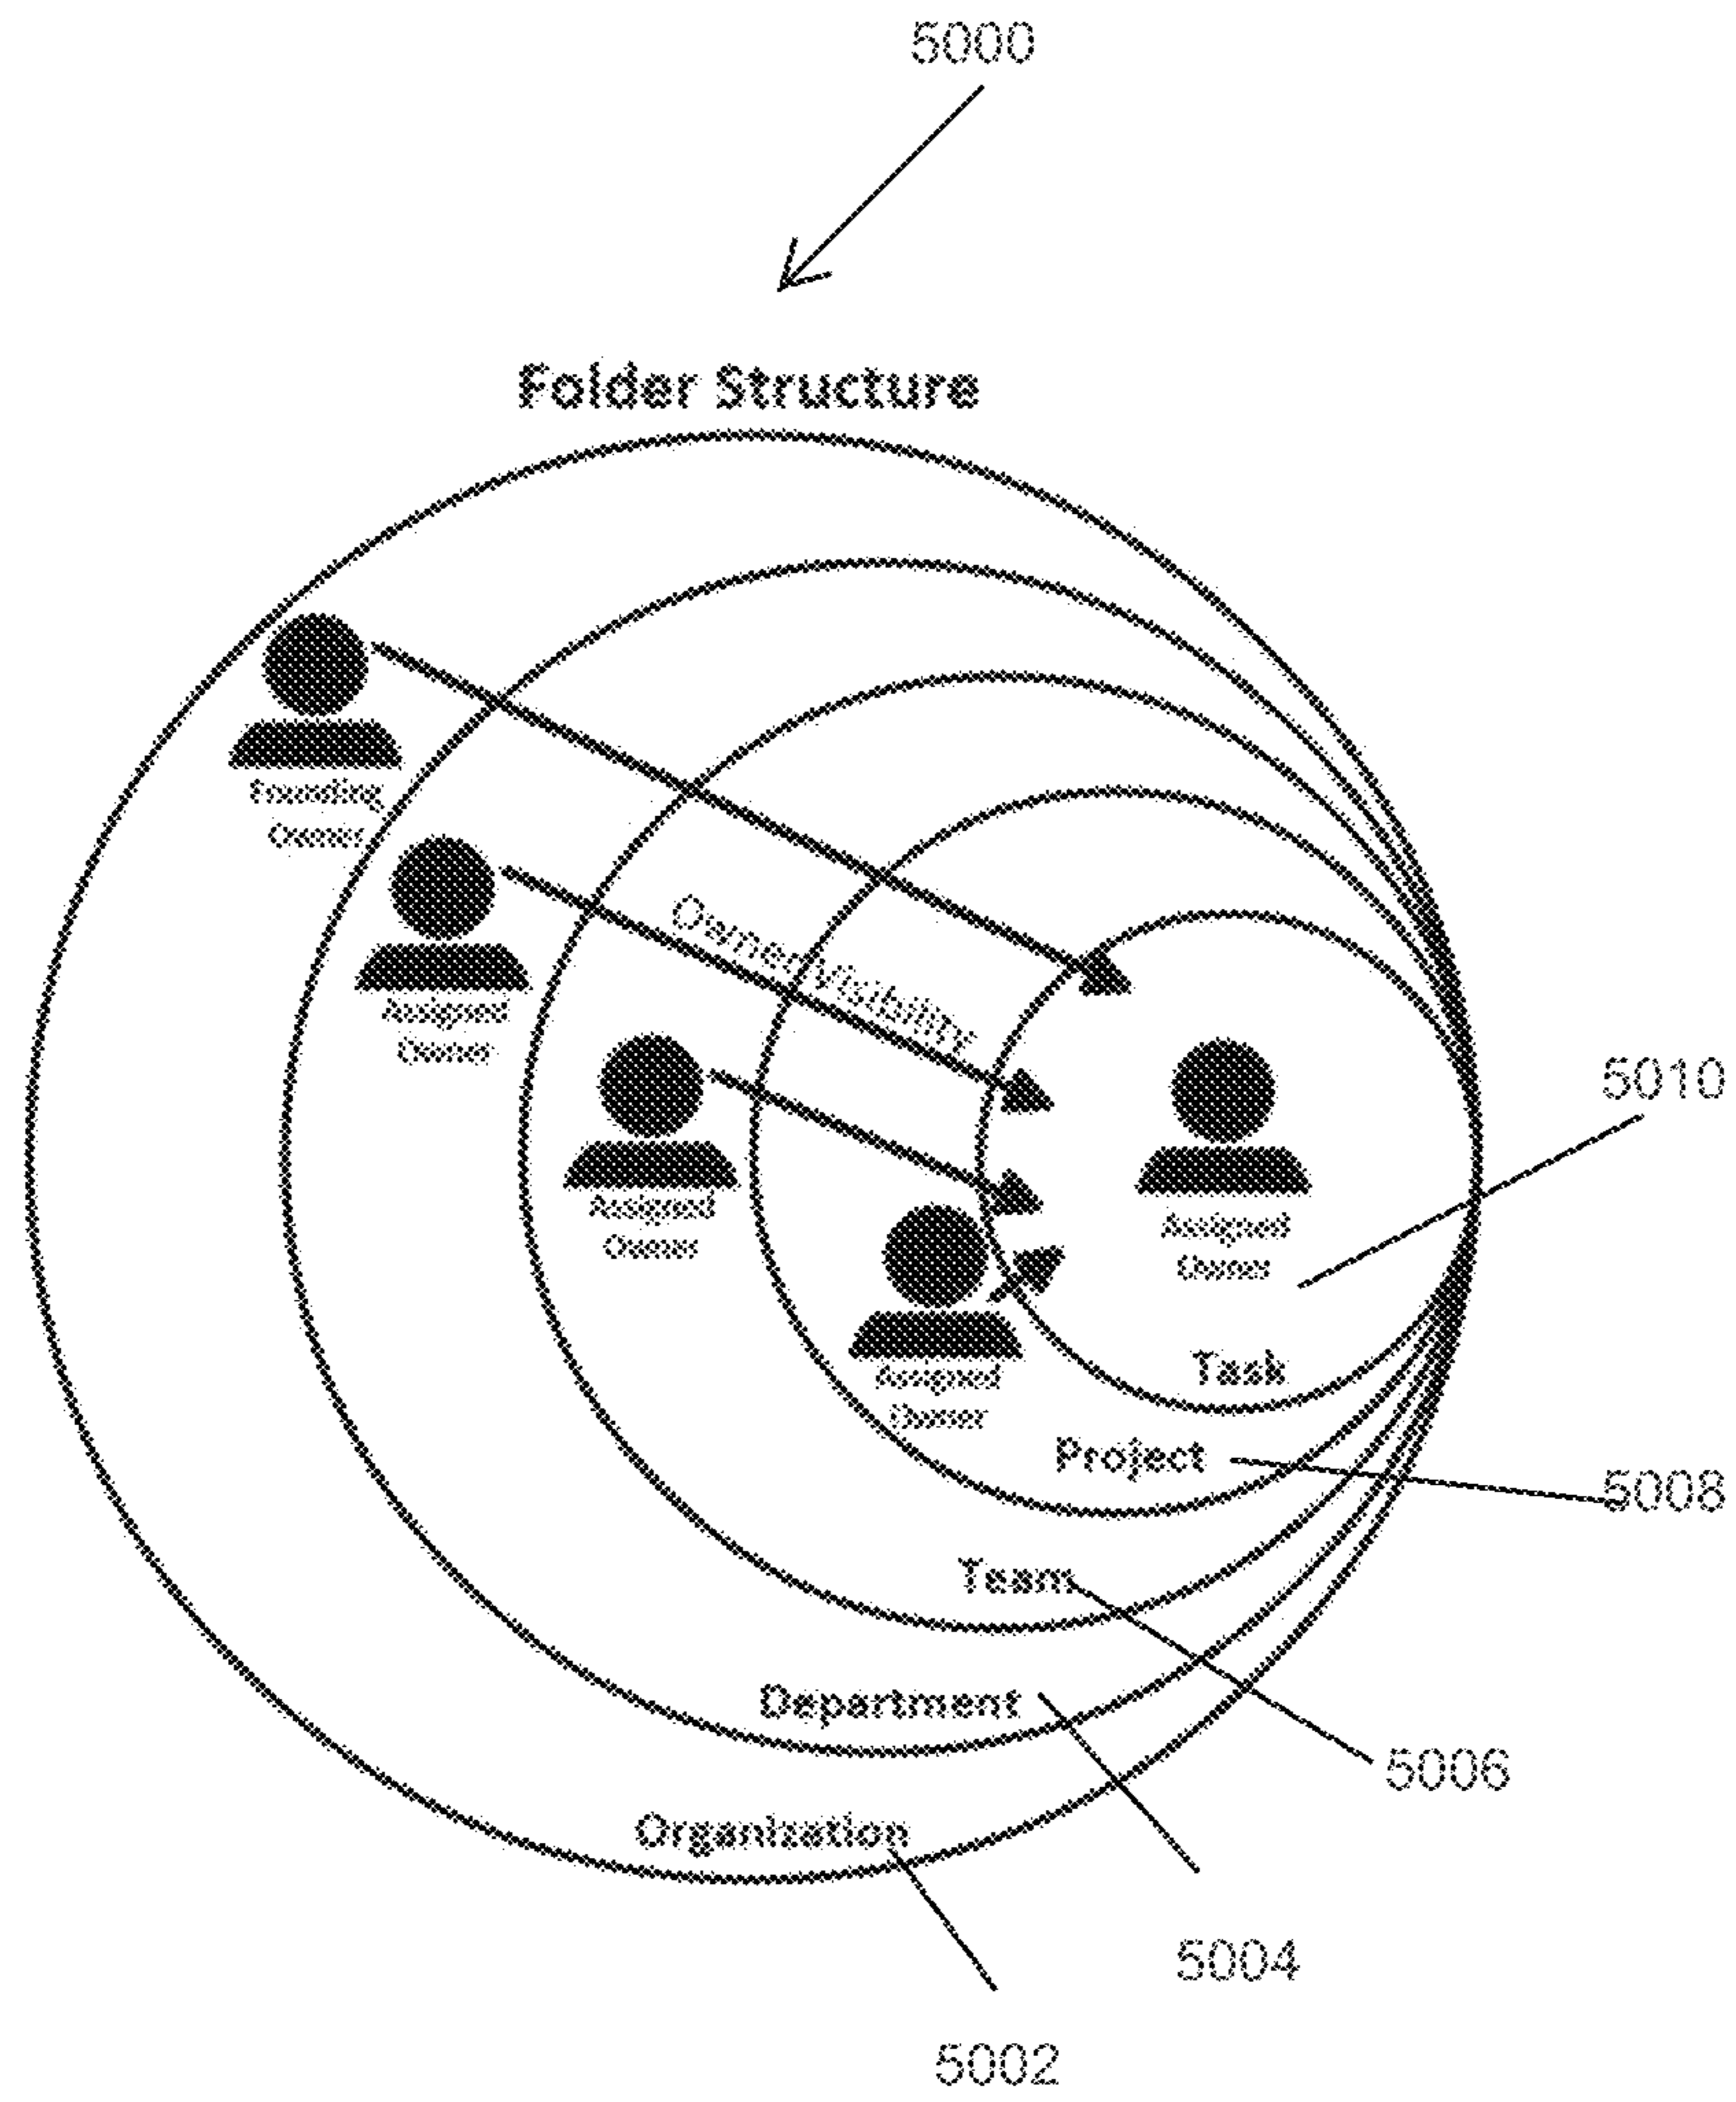 5000
Folder Structure
Founding
Owner
Assigned
Owner
Owner Visibility
Assigned
Owner
Assigned
Owner
Assigned
Owner
5010
Task
Project
5008
Team
Department
5006
Organization
5004
5002